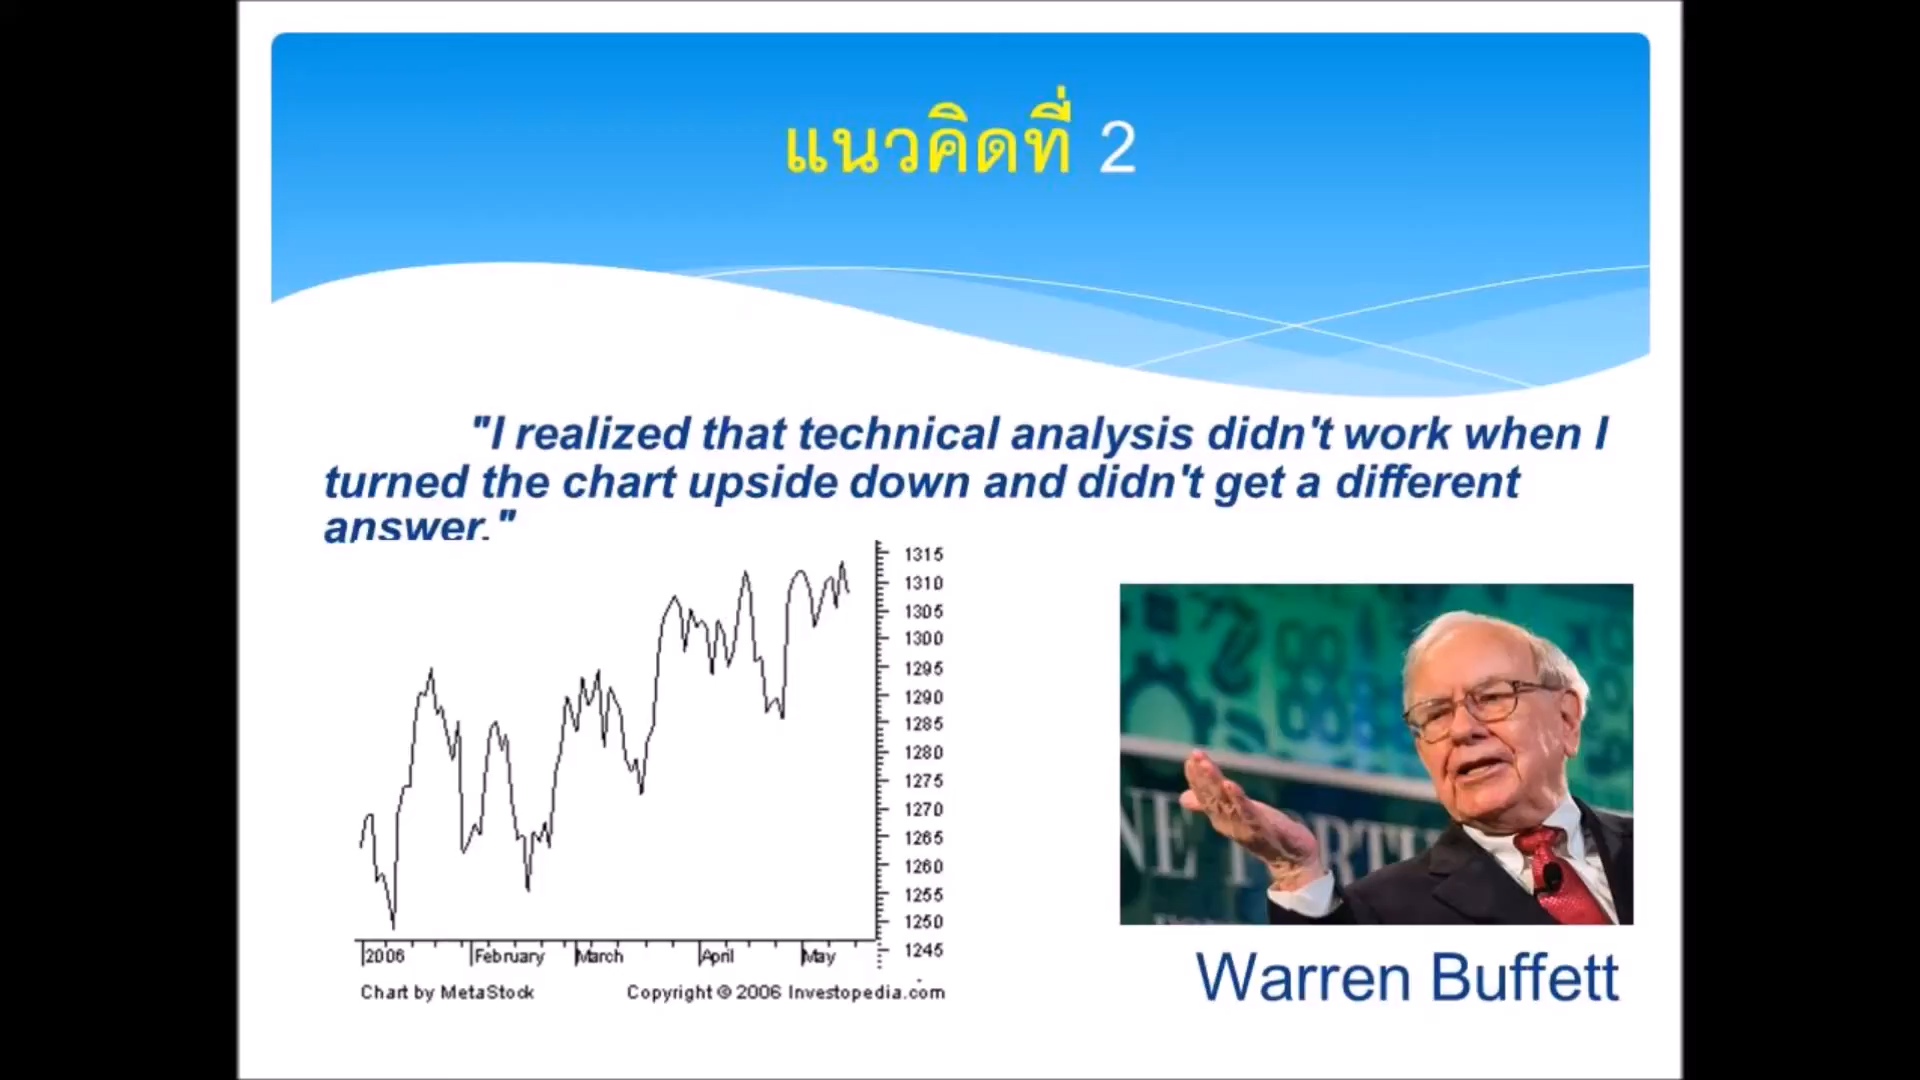 แนวคิดที่ 2
"I realized that technical analysis didn't work when I
turned the chart upside down and didn't get a different
answer."
1315
1310
1305
1300
1295
1290
1285
1280
1275
1270
1265
1260
1255
1250
1245
2006 February March April May
Chart by MetaStock Copyright © 2006 Investopedia.com
Warren Buffett